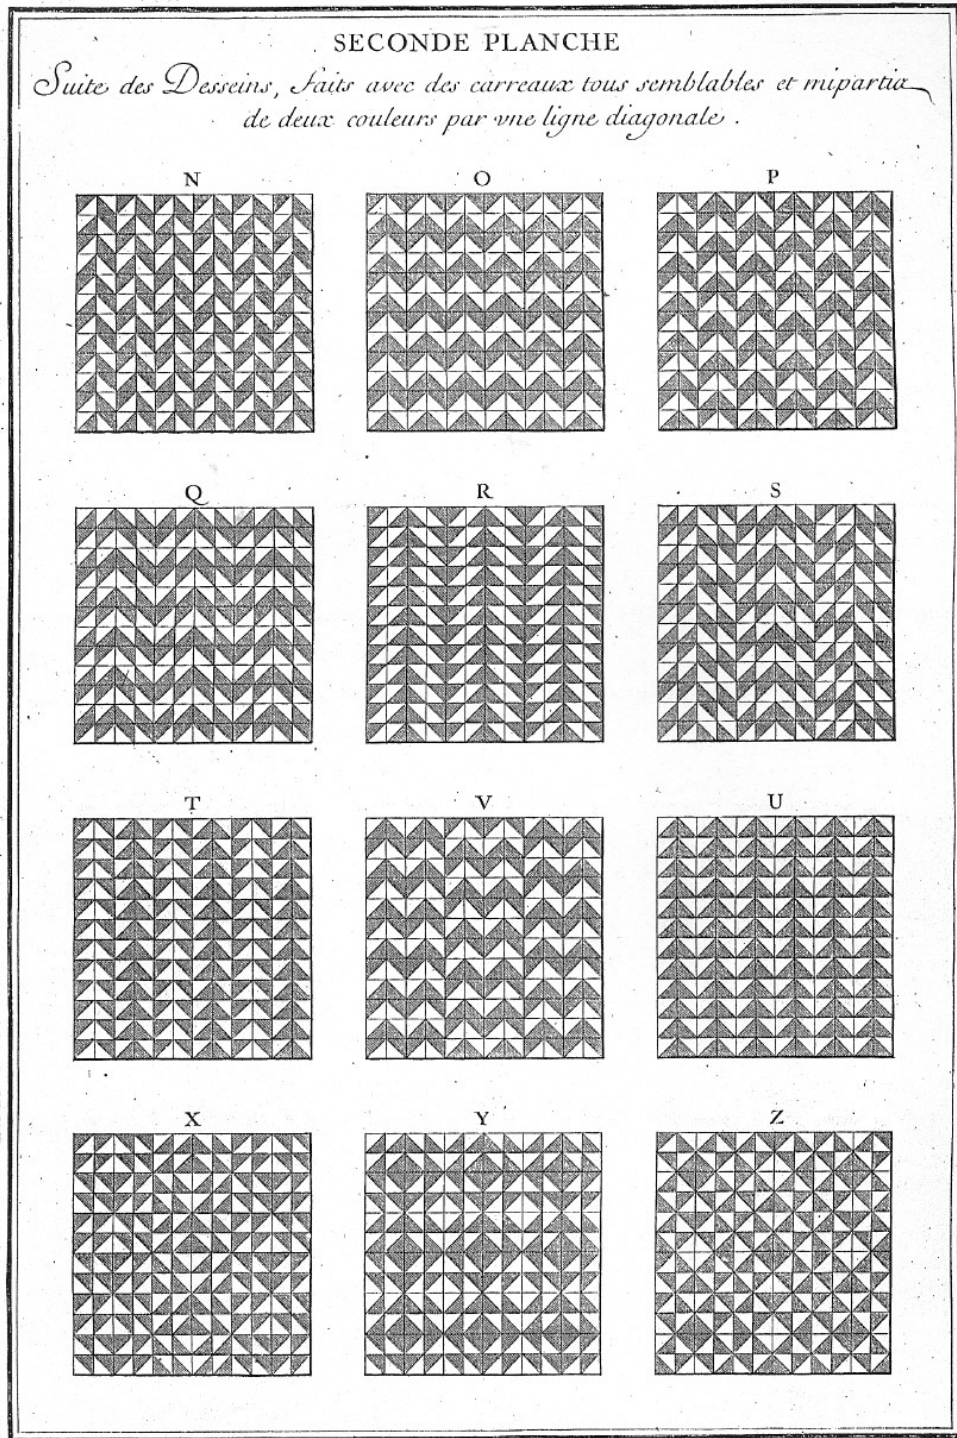 SECONDE PLANCHE
Suite des Desseins, faits avec des carreaux tous semblables et mipartis
de deux couleurs par vne ligne diagonale.
N O P
Q R S
T V U
X Y Z